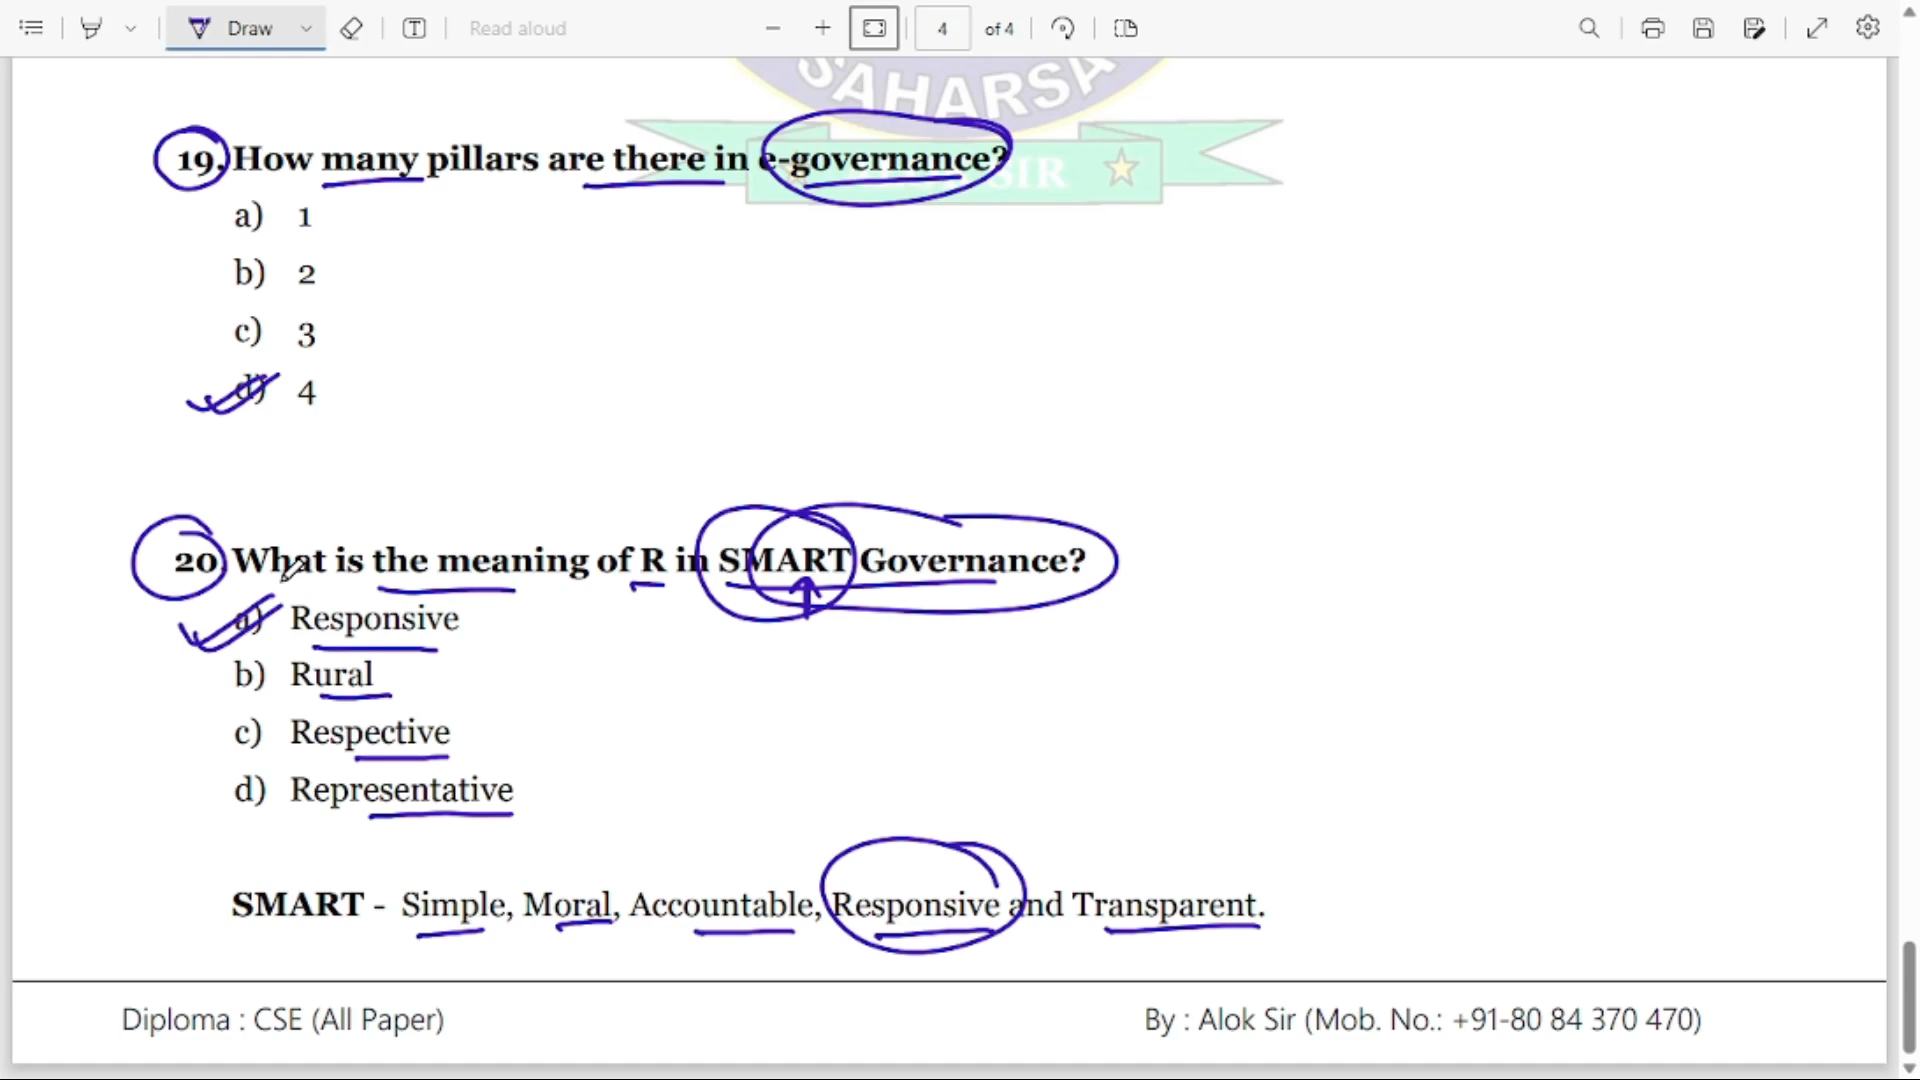 Draw
Read aloud
4 of 4
SAHARSA
SIR
19. How many pillars are there in e-governance?
a) 1
b) 2
c) 3
d) 4
20. What is the meaning of R in SMART Governance?
a) Responsive
b) Rural
c) Respective
d) Representative
SMART - Simple, Moral, Accountable, Responsive and Transparent.
Diploma : CSE (All Paper)
By : Alok Sir (Mob. No.: +91-80 84 370 470)